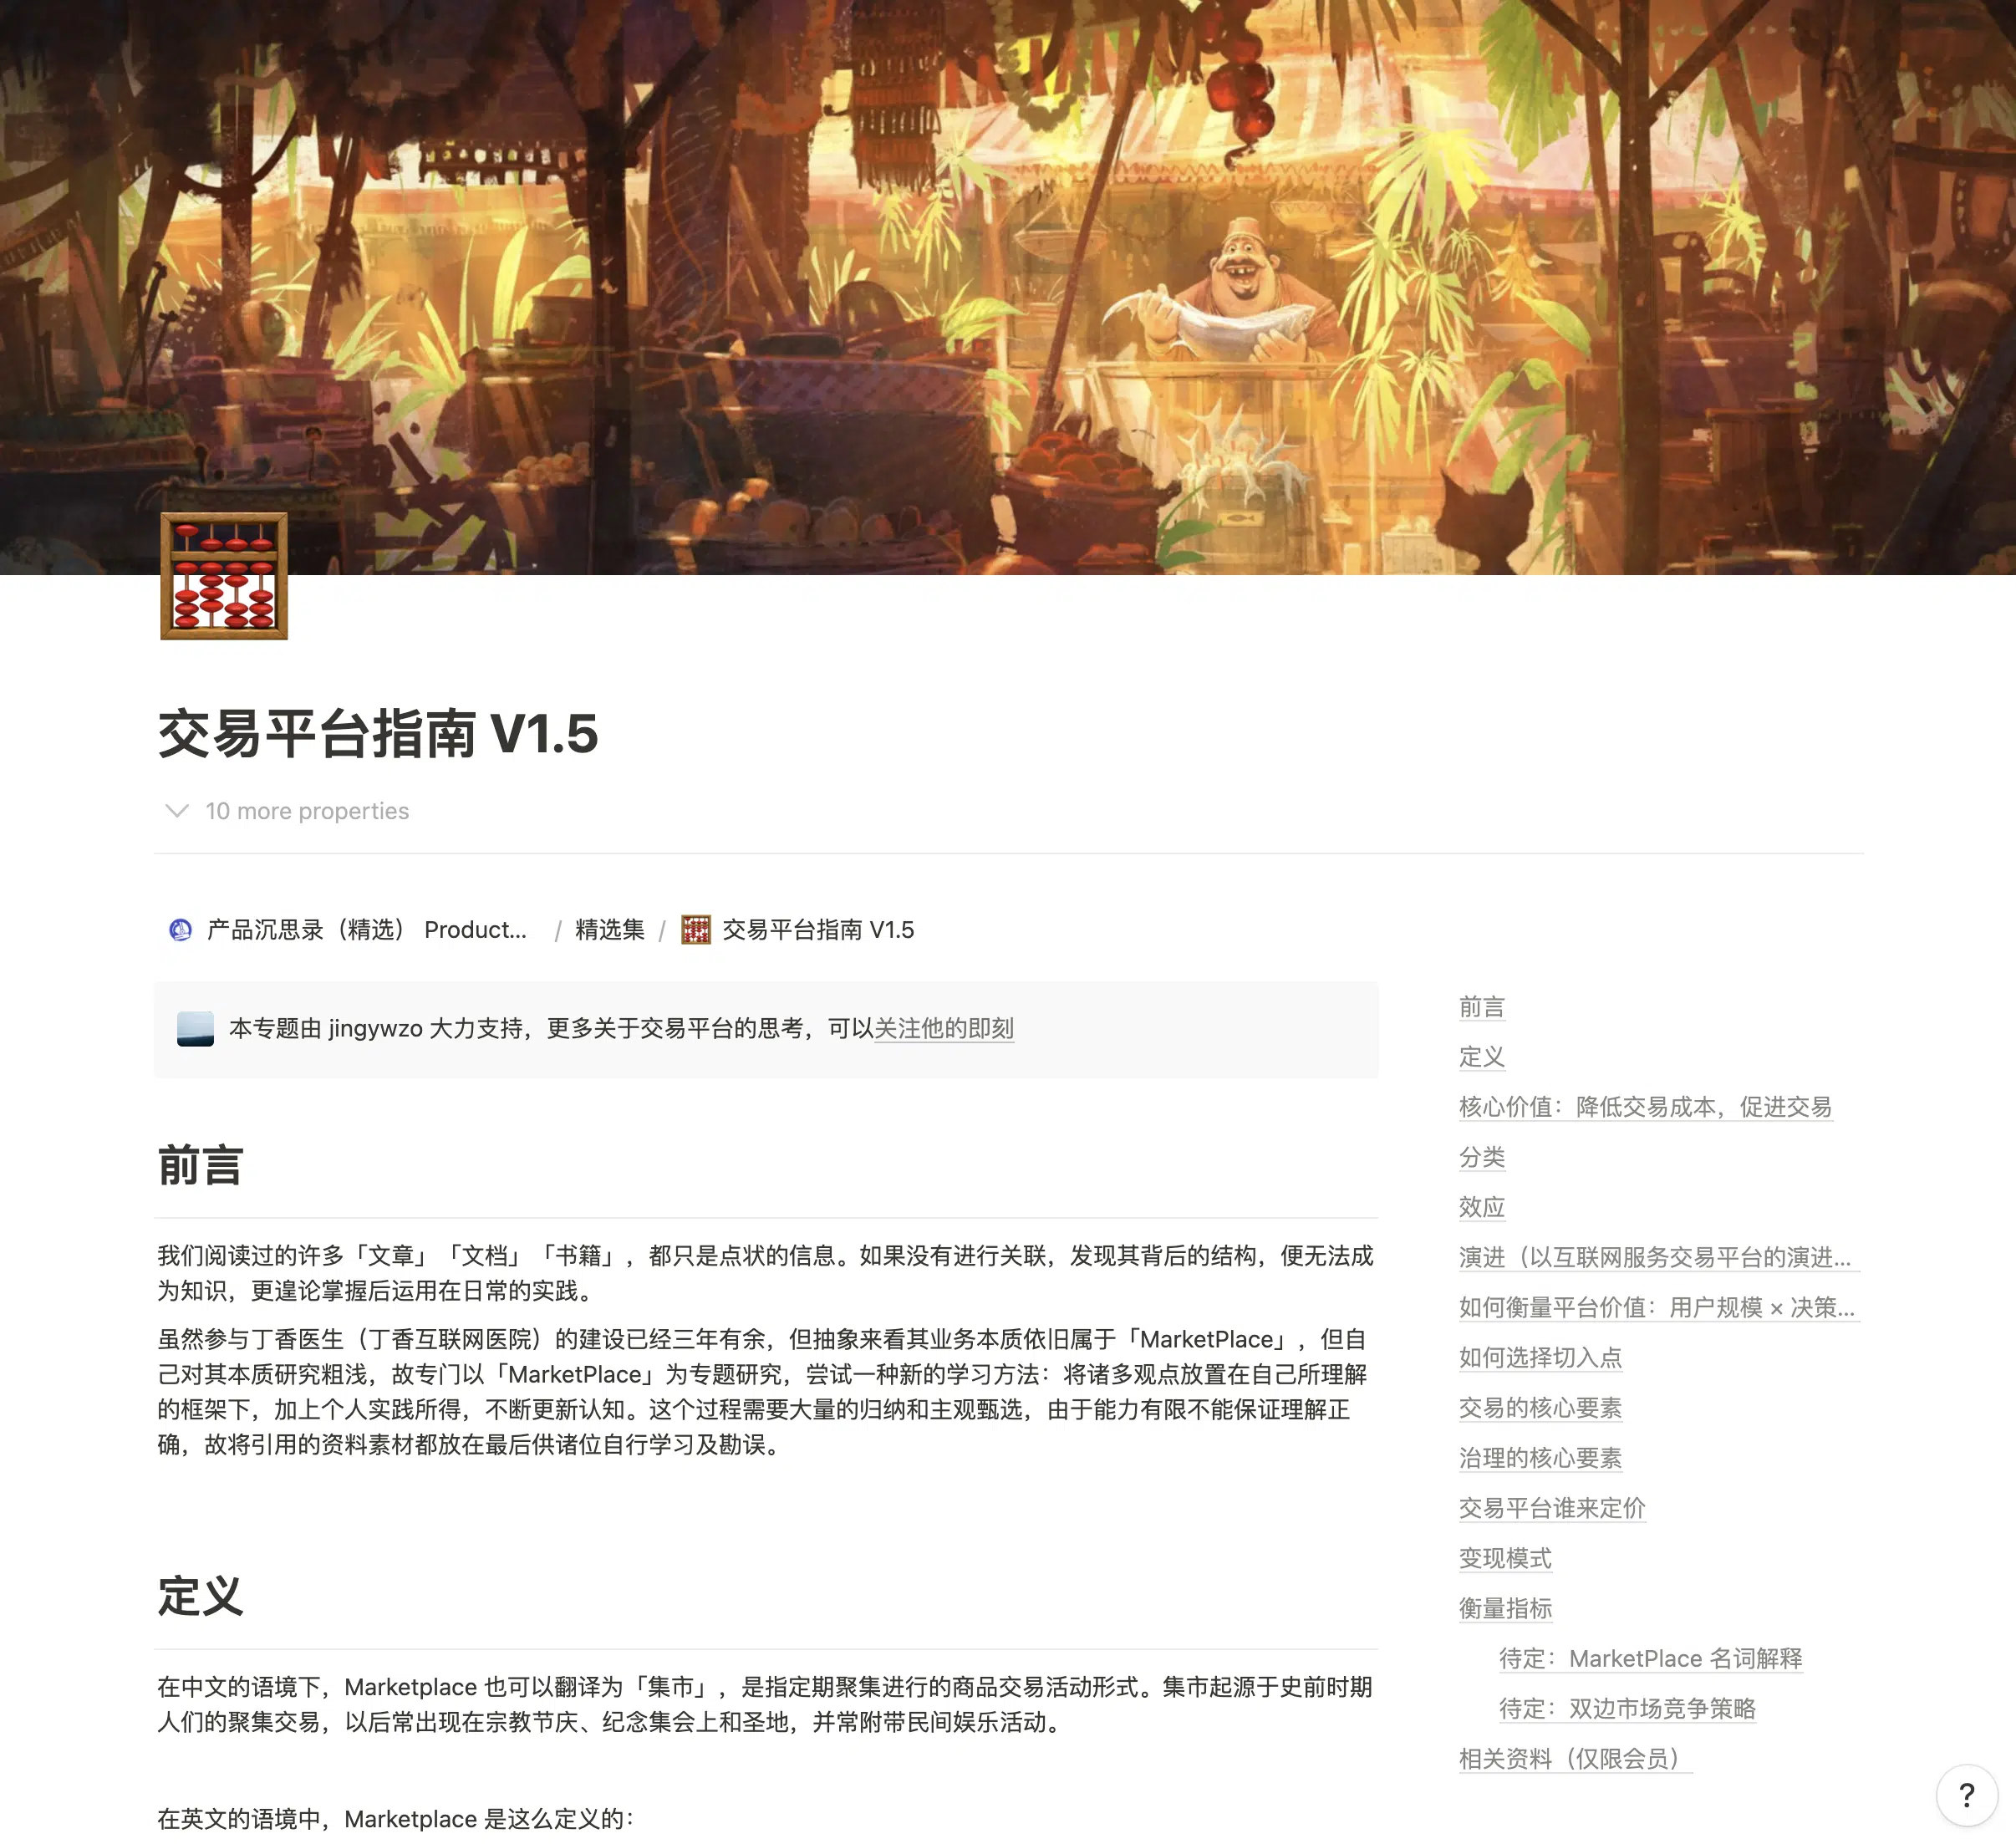 交易平台指南 V1.5
10 more properties
产品沉思录（精选） Product... / 精选集 / 交易平台指南 V1.5
本专题由 jingywzo 大力支持，更多关于交易平台的思考，可以关注他的即刻
前言
我们阅读过的许多「文章」「文档」「书籍」，都只是点状的信息。如果没有进行关联，发现其背后的结构，便无法成
为知识，更遑论掌握后运用在日常的实践。
虽然参与丁香医生（丁香互联网医院）的建设已经三年有余，但抽象来看其业务本质依旧属于「MarketPlace」，但自
己对其本质研究粗浅，故专门以「MarketPlace」为专题研究，尝试一种新的学习方法：将诸多观点放置在自己所理解
的框架下，加上个人实践所得，不断更新认知。这个过程需要大量的归纳和主观甄选，由于能力有限不能保证理解正
确，故将引用的资料素材都放在最后供诸位自行学习及勘误。
定义
在中文的语境下，Marketplace 也可以翻译为「集市」，是指定期聚集进行的商品交易活动形式。集市起源于史前时期
人们的聚集交易，以后常出现在宗教节庆、纪念集会上和圣地，并常附带民间娱乐活动。
在英文的语境中，Marketplace 是这么定义的：
前言
定义
核心价值：降低交易成本，促进交易
分类
效应
演进（以互联网服务交易平台的演进...
如何衡量平台价值：用户规模 × 决策...
如何选择切入点
交易的核心要素
治理的核心要素
交易平台谁来定价
变现模式
衡量指标
待定：MarketPlace 名词解释
待定：双边市场竞争策略
相关资料（仅限会员）
?